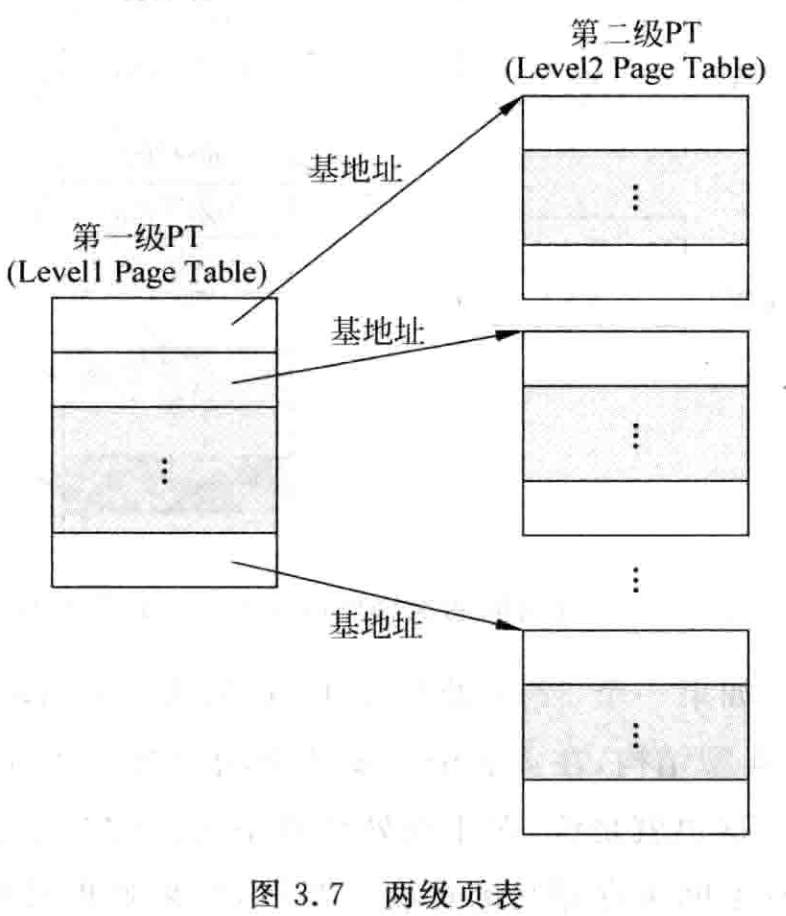 第二级PT
(Level2 Page Table)
基地址
第一级PT
(Level1 Page Table)
基地址
基地址
图 3.7 两级页表